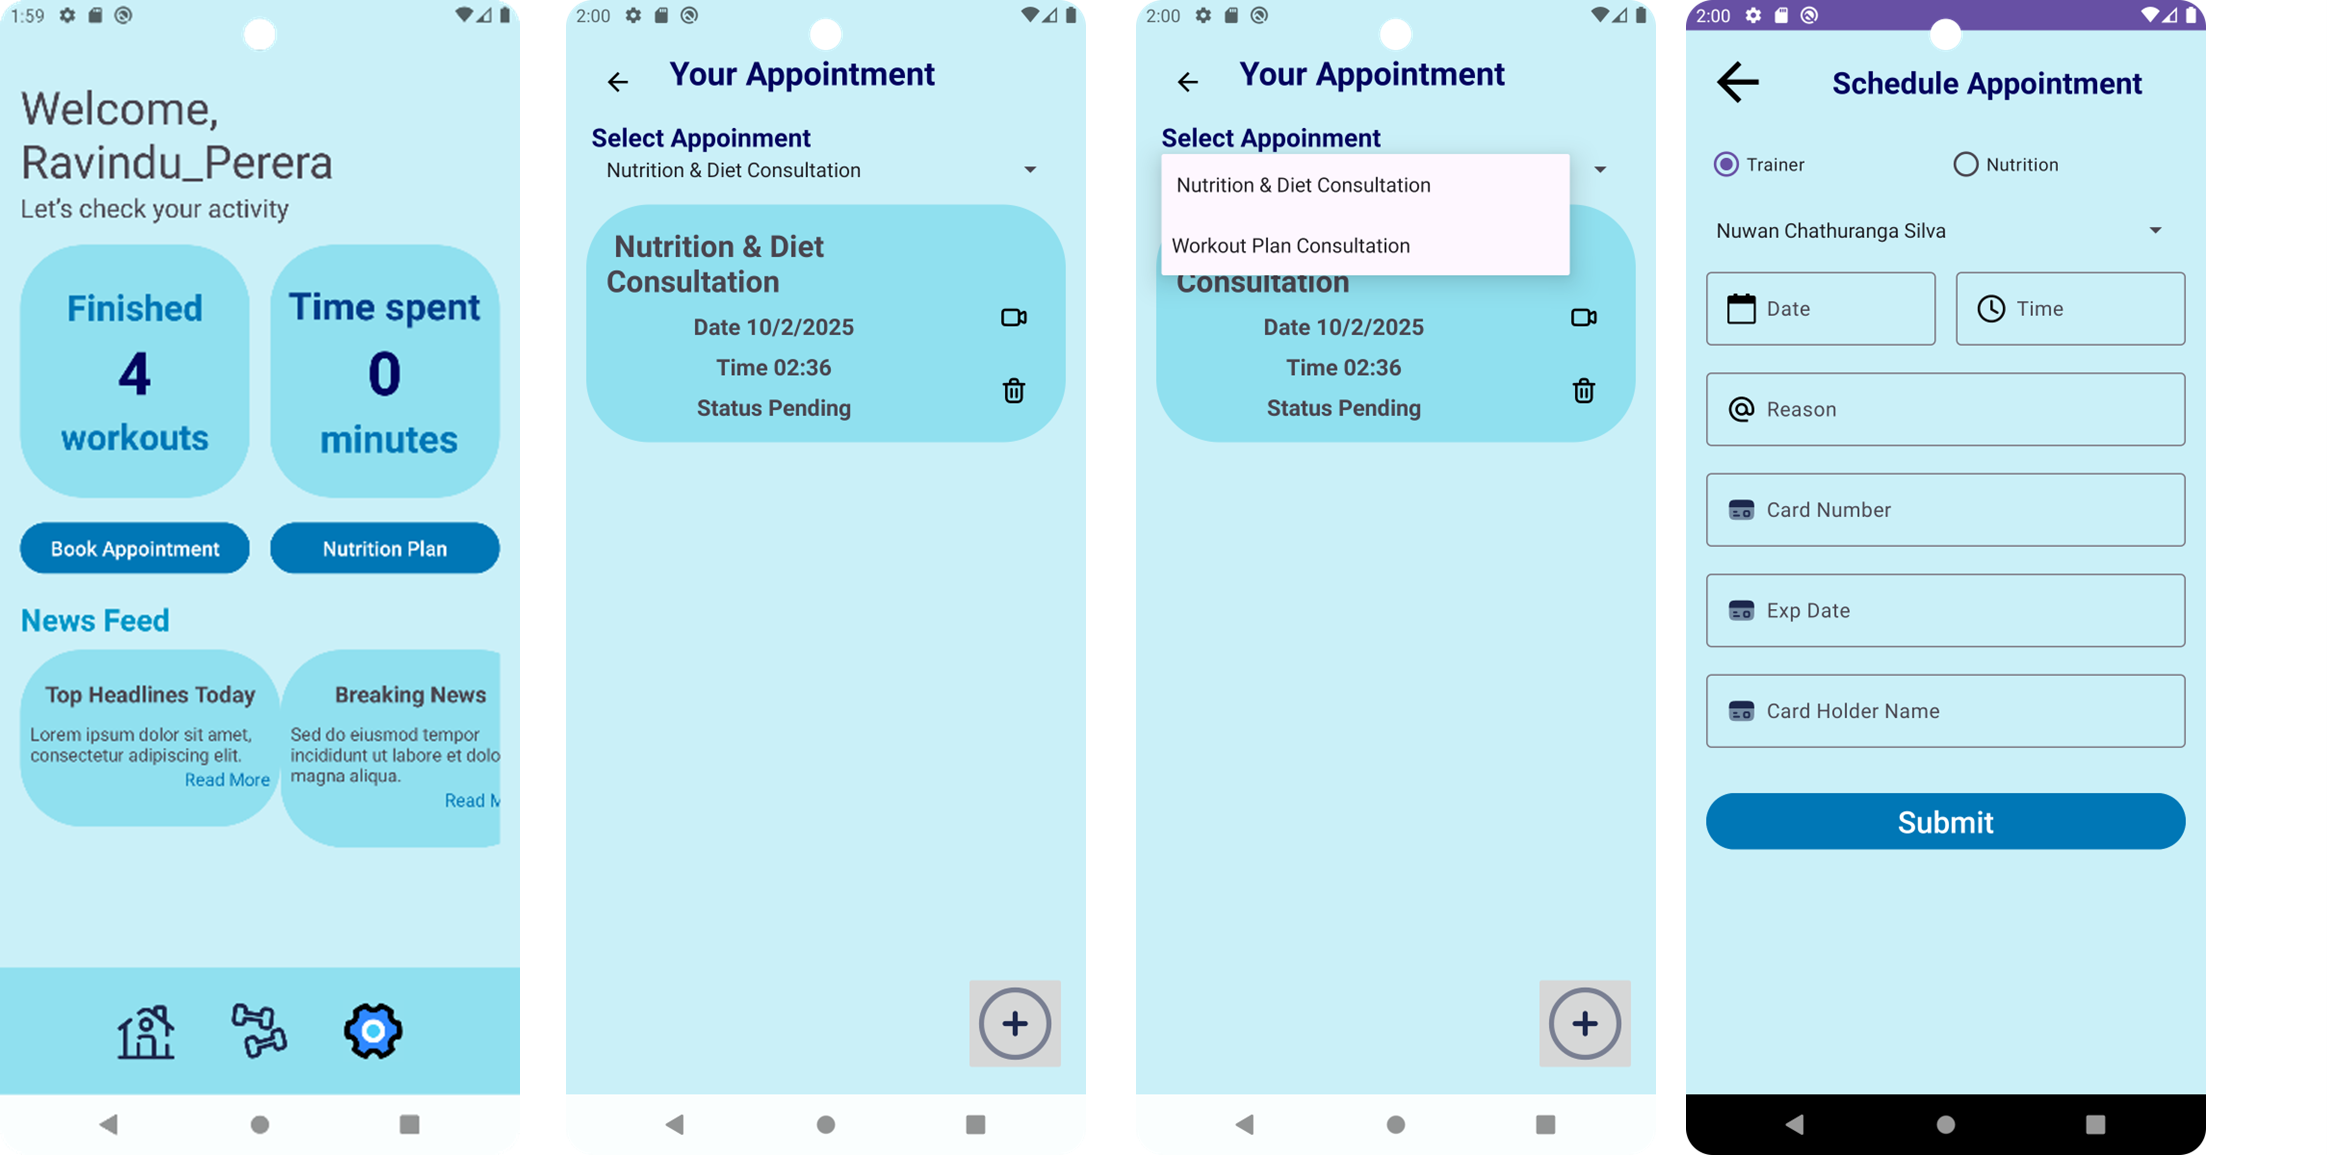 1:59
Welcome,
Ravindu_Perera
Let's check your activity
Finished
4
workouts
Time spent
0
minutes
Book Appointment
Nutrition Plan
News Feed
Top Headlines Today
Lorem ipsum dolor sit amet,
consectetur adipiscing elit.
Read More
Breaking News
Sed do eiusmod tempor
incididunt ut labore et dolo
magna aliqua.
Read M
2:00
Your Appointment
Select Appoinment
Nutrition & Diet Consultation
Nutrition & Diet
Consultation
Date 10/2/2025
Time 02:36
Status Pending
2:00
Your Appointment
Select Appoinment
Nutrition & Diet Consultation
Workout Plan Consultation
Consultation
Date 10/2/2025
Time 02:36
Status Pending
2:00
Schedule Appointment
Trainer
Nutrition
Nuwan Chathuranga Silva
Date
Time
Reason
Card Number
Exp Date
Card Holder Name
Submit